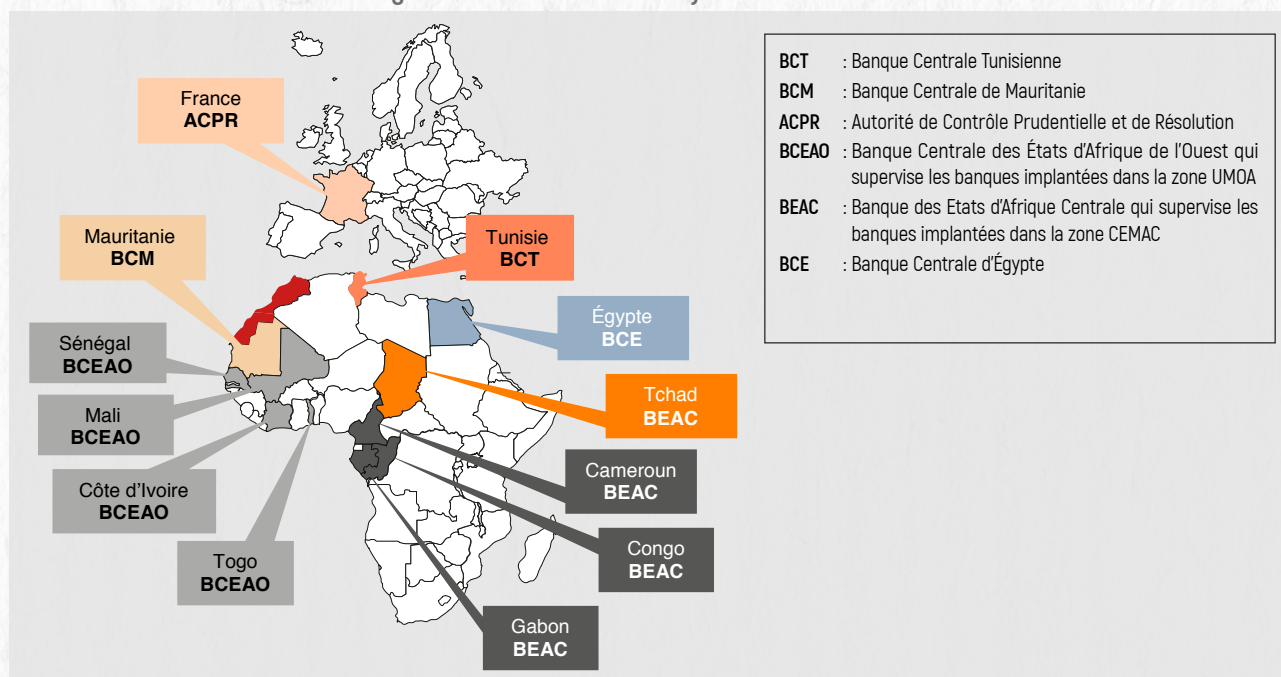 France
ACPR
Mauritanie
BCM
Tunisie
BCT
Sénégal
BCEAO
Égypte
BCE
Mali
BCEAO
Tchad
BEAC
Côte d'Ivoire
BCEAO
Cameroun
BEAC
Togo
BCEAO
Congo
BEAC
Gabon
BEAC
BCT : Banque Centrale Tunisienne
BCM : Banque Centrale de Mauritanie
ACPR : Autorité de Contrôle Prudentielle et de Résolution
BCEAO : Banque Centrale des États d'Afrique de l'Ouest qui
supervise les banques implantées dans la zone UMOA
BEAC : Banque des Etats d'Afrique Centrale qui supervise les
banques implantées dans la zone CEMAC
BCE : Banque Centrale d'Égypte